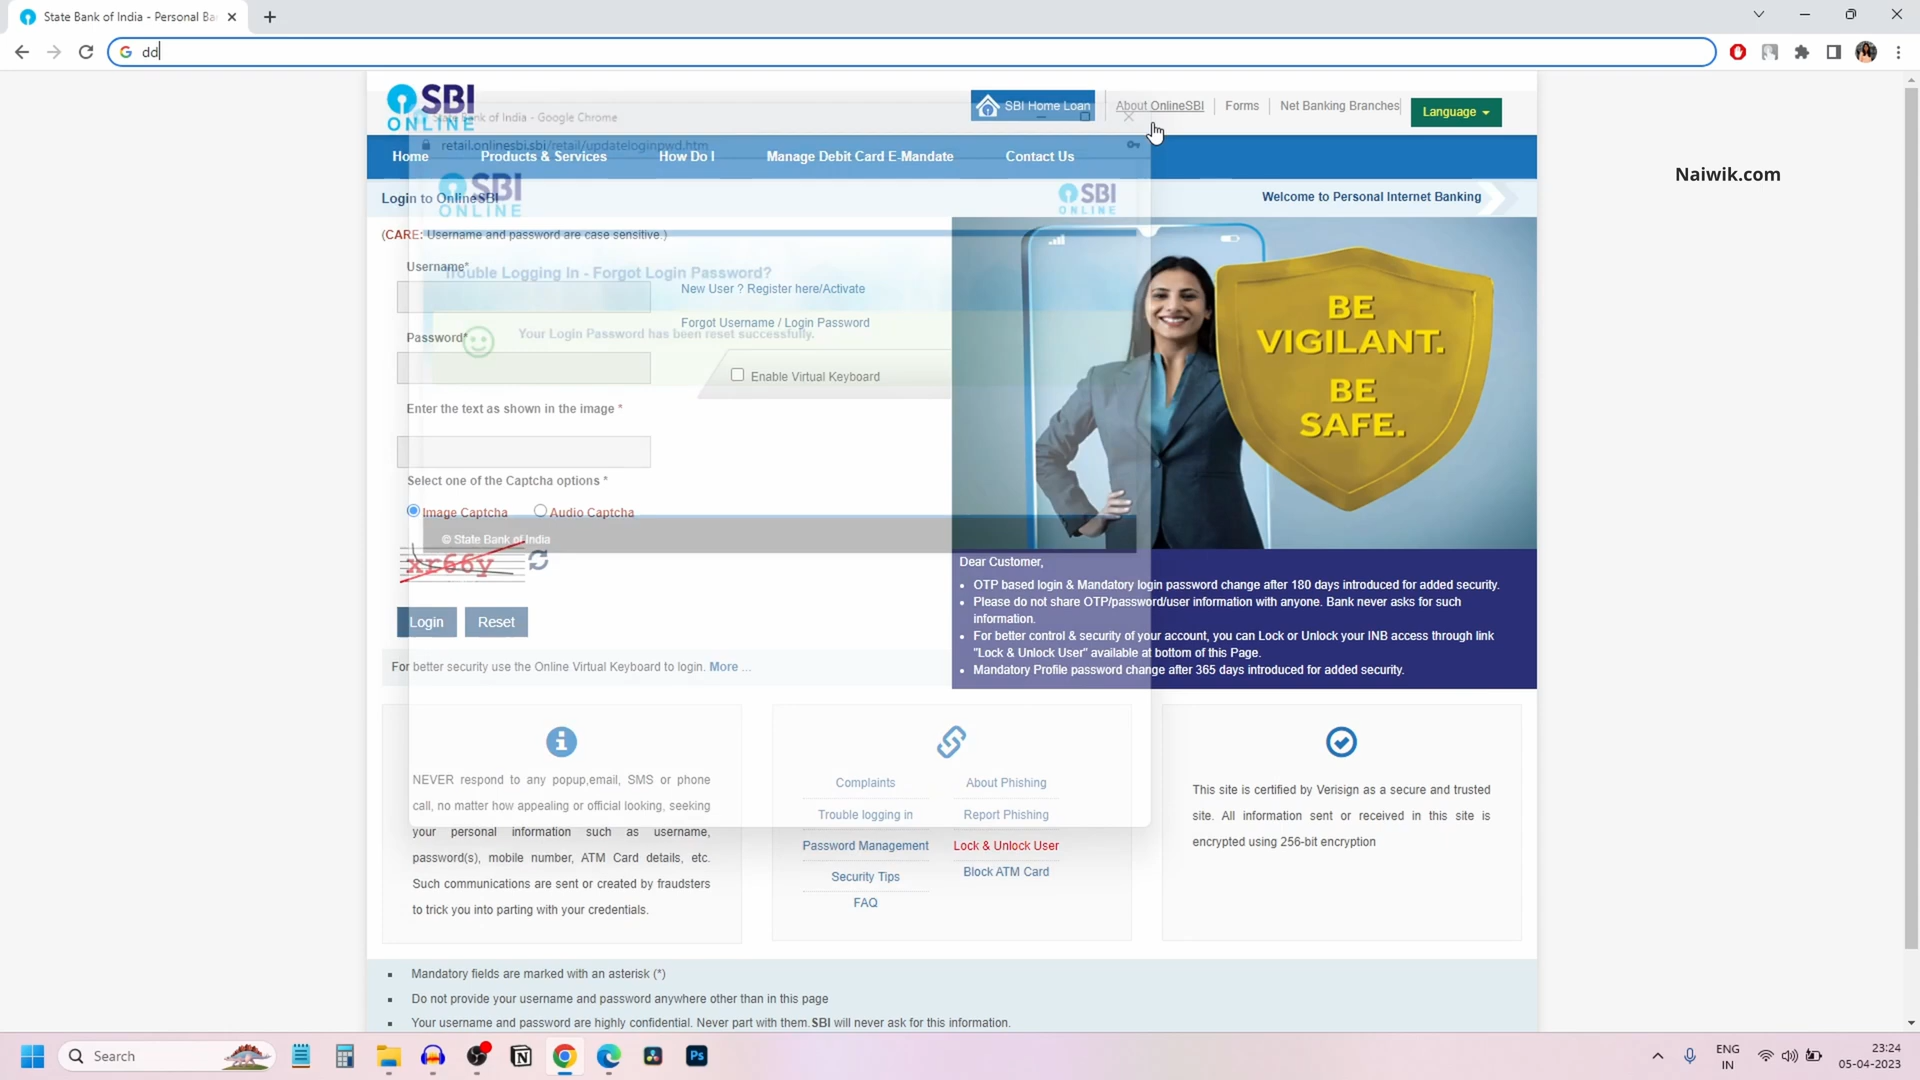 State Bank of India - Personal Ba
dd
SBI
ONLINE
State Bank of India - Google Chrome
SBI Home Loan
About OnlineSBI
Forms
Net Banking Branches
Language
retail.onlinesbi.sbi/retail/updateloginpwd.htm
Home
Products & Services
How Do I
Manage Debit Card E-Mandate
Contact Us
Naiwik.com
SBI
ONLINE
SBI
ONLINE
Login to OnlineSBI
Welcome to Personal Internet Banking
(CARE: Username and password are case sensitive.)
Username*
Trouble Logging In - Forgot Login Password?
New User ? Register here/Activate
Forgot Username / Login Password
Your Login Password has been reset successfully.
Password*
Enable Virtual Keyboard
Enter the text as shown in the image *
Select one of the Captcha options *
Image Captcha
Audio Captcha
© State Bank of India
xr66y
Login
Reset
For better security use the Online Virtual Keyboard to login. More ...
BE
VIGILANT.
BE
SAFE.
Dear Customer,
OTP based login & Mandatory login password change after 180 days introduced for added security.
Please do not share OTP/password/user information with anyone. Bank never asks for such
information.
For better control & security of your account, you can Lock or Unlock your INB access through link
"Lock & Unlock User" available at bottom of this Page.
Mandatory Profile password change after 365 days introduced for added security.
NEVER respond to any popup,email, SMS or phone
call, no matter how appealing or official looking, seeking
your personal information such as username,
password(s), mobile number, ATM Card details, etc.
Such communications are sent or created by fraudsters
to trick you into parting with your credentials.
Complaints
Trouble logging in
Password Management
Security Tips
FAQ
About Phishing
Report Phishing
Lock & Unlock User
Block ATM Card
This site is certified by Verisign as a secure and trusted
site. All information sent or received in this site is
encrypted using 256-bit encryption
Mandatory fields are marked with an asterisk (*)
Do not provide your username and password anywhere other than in this page
Your username and password are highly confidential. Never part with them.SBI will never ask for this information.
Search
Ps
ENG
IN
23:24
05-04-2023